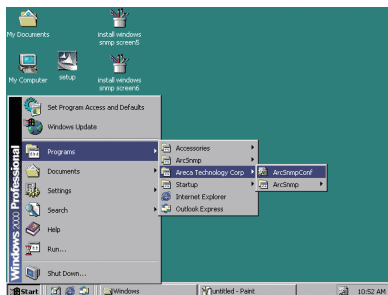 My Documents
install windows
snmp screen5
My Computer
setup
install windows
snmp screen6
Set Program Access and Defaults
Windows Update
Programs
Documents
Settings
Search
Help
Run...
Shut Down...
Windows 2000 Professional
Accessories
ArcSnmp
Areca Technology Corp
Startup
Internet Explorer
Outlook Express
ArcSnmpConf
ArcSnmp
Start
Windows
untitled - Paint
10:52 AM